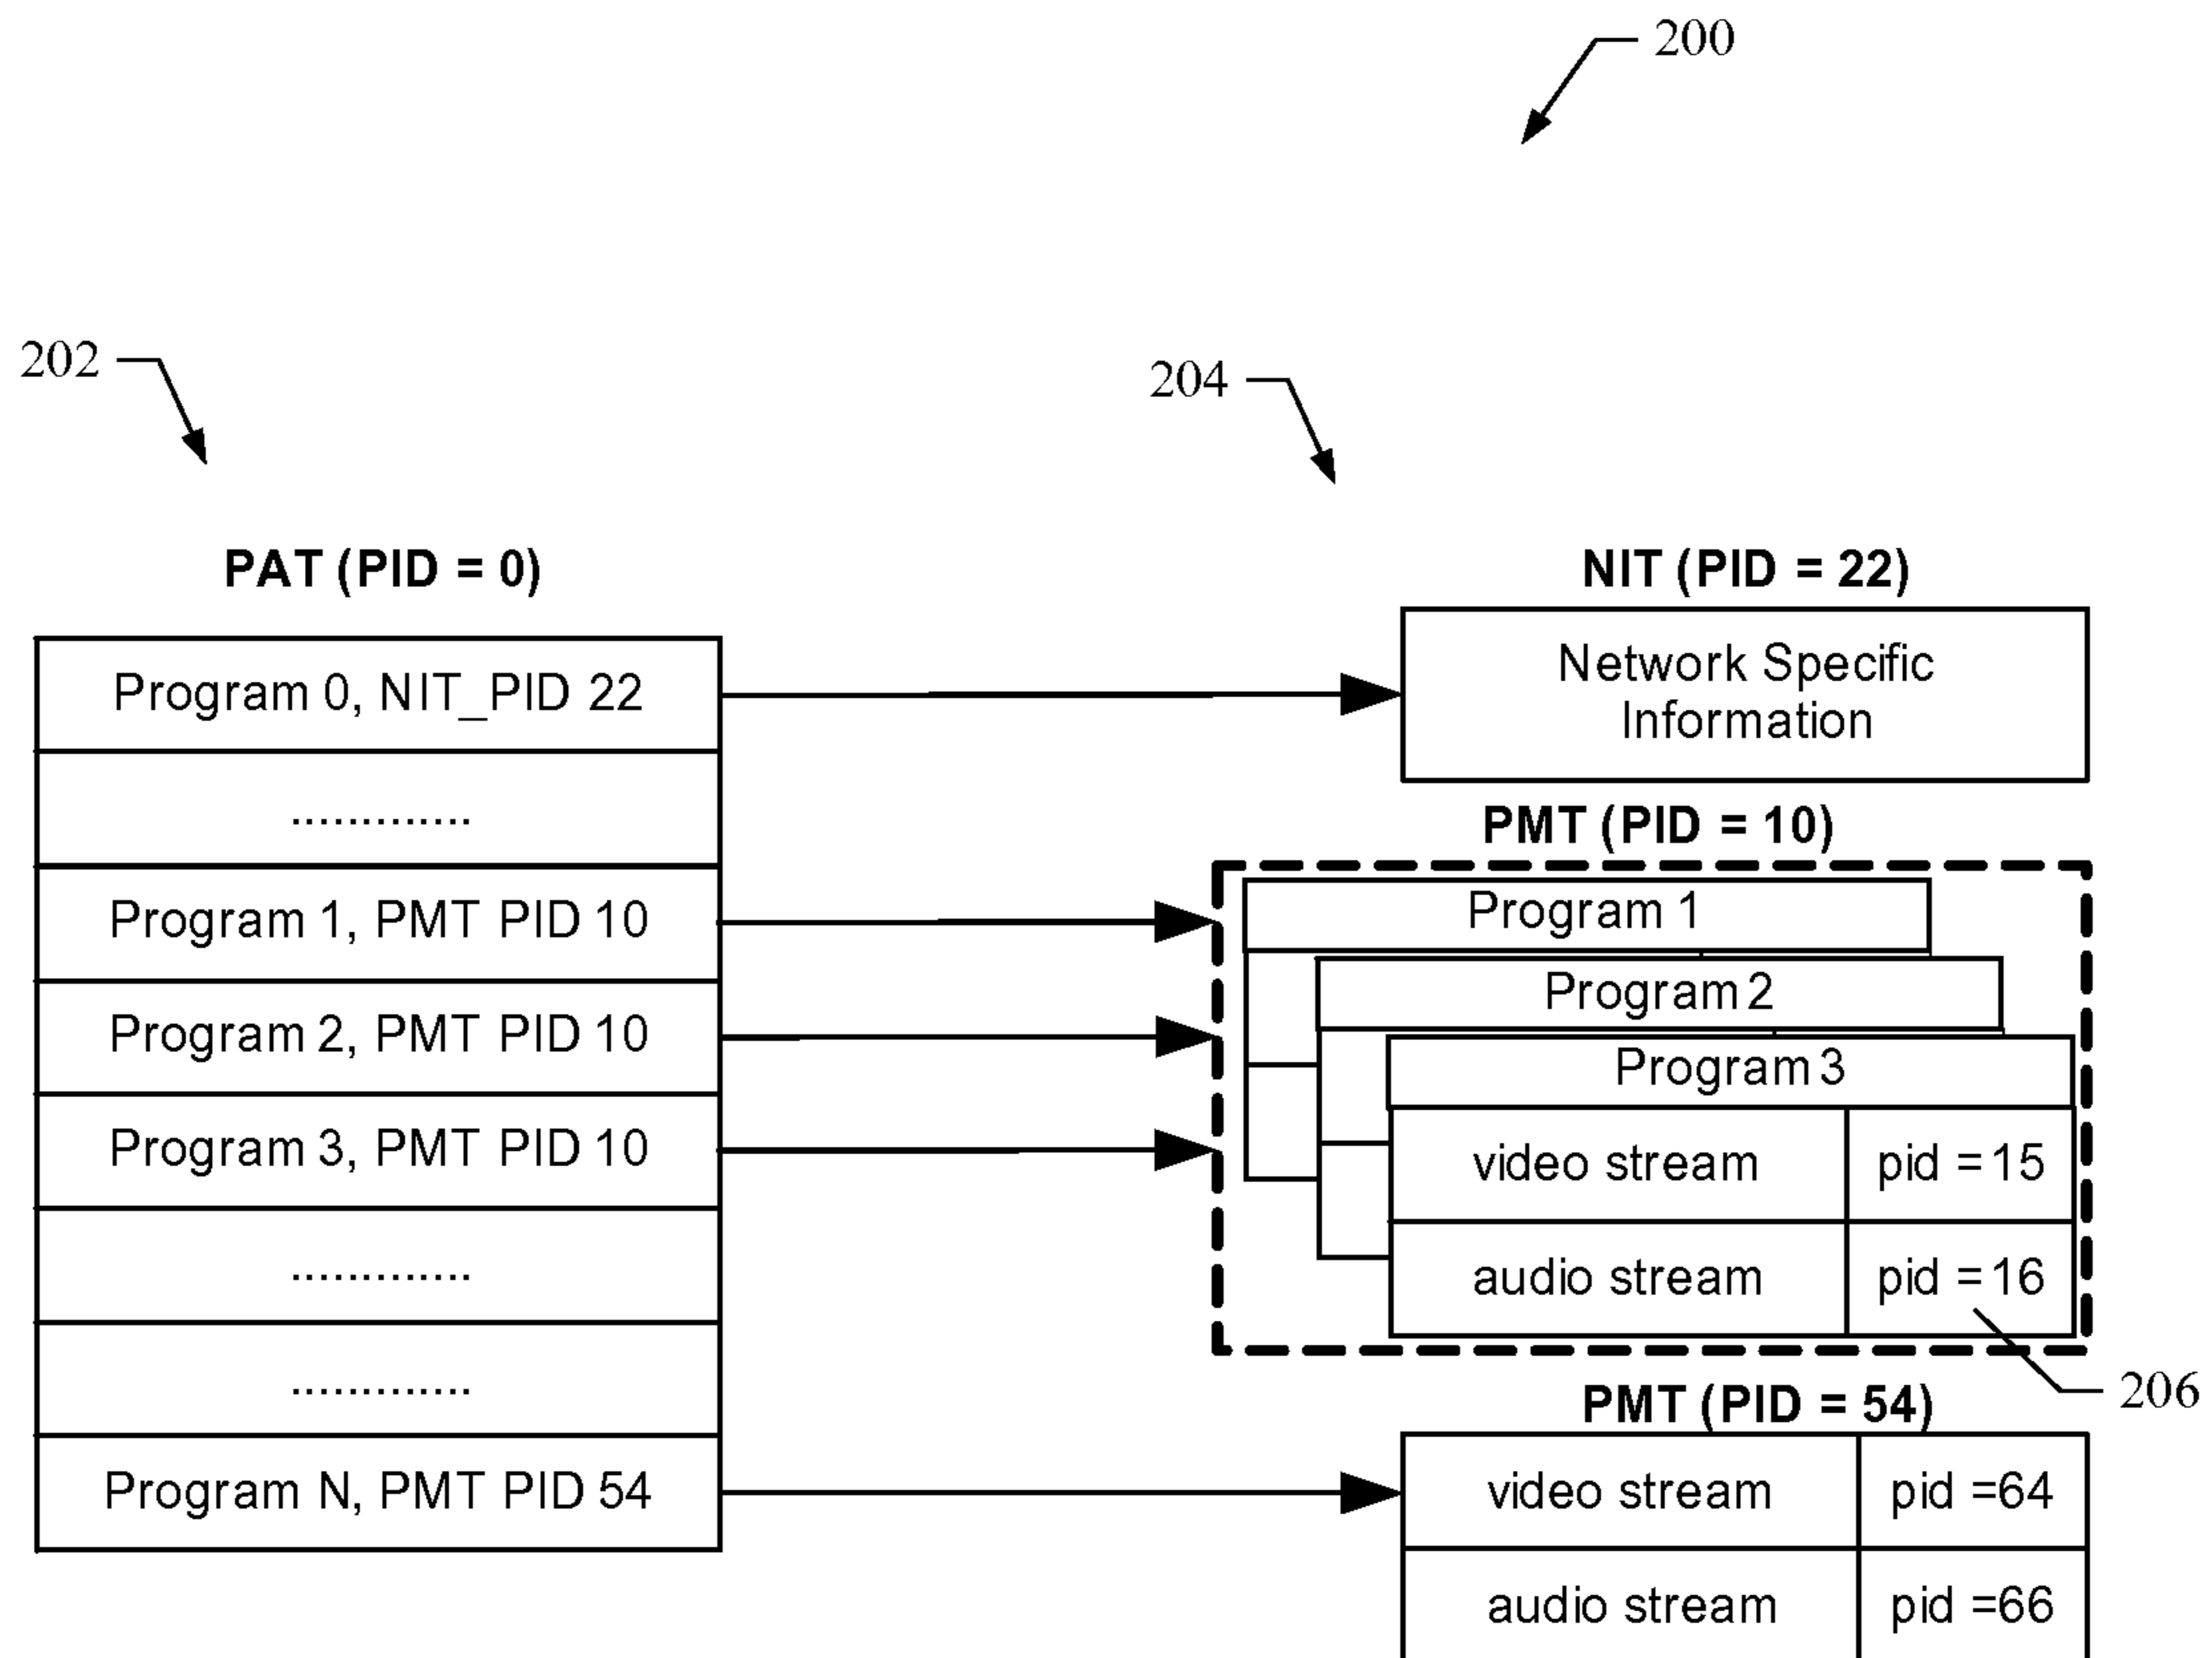 200
202
204
PAT (PID = 0)
Program 0, NIT_PID 22
.............
Program 1, PMT PID 10
Program 2, PMT PID 10
Program 3, PMT PID 10
.............
.............
Program N, PMT PID 54
NIT (PID = 22)
Network Specific
Information
PMT (PID = 10)
Program 1
Program 2
Program 3
video stream pid =15
audio stream pid =16
206
PMT (PID = 54)
video stream pid =64
audio stream pid =66